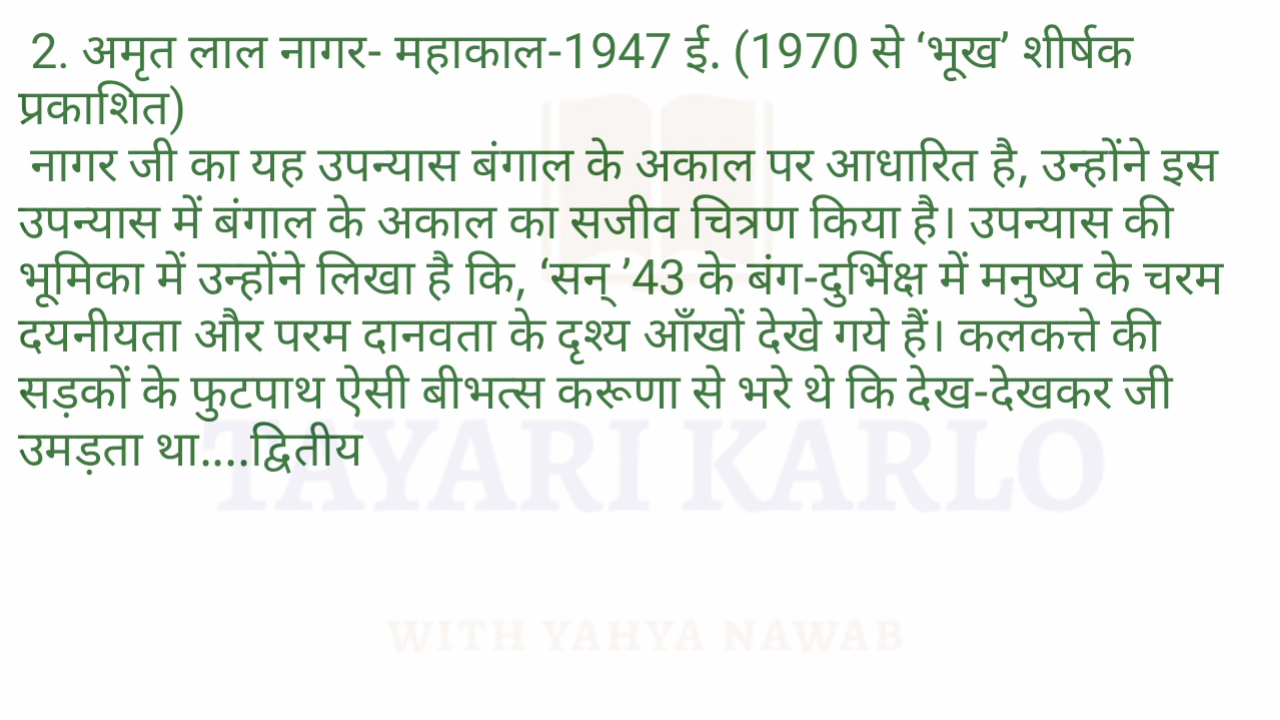 2. अमृत लाल नागर- महाकाल-1947 ई. (1970 से ‘भूख’ शीर्षक
प्रकाशित)
नागर जी का यह उपन्यास बंगाल के अकाल पर आधारित है, उन्होंने इस
उपन्यास में बंगाल के अकाल का सजीव चित्रण किया है। उपन्यास की
भूमिका में उन्होंने लिखा है कि, ‘सन् ’43 के बंग-दुर्भिक्ष में मनुष्य के चरम
दयनीयता और परम दानवता के दृश्य आँखों देखे गये हैं। कलकत्ते की
सड़कों के फुटपाथ ऐसी बीभत्स करूणा से भरे थे कि देख-देखकर जी
उमड़ता था....द्वितीय
TAYARI KARLO
WITH YAHYA NAWAB